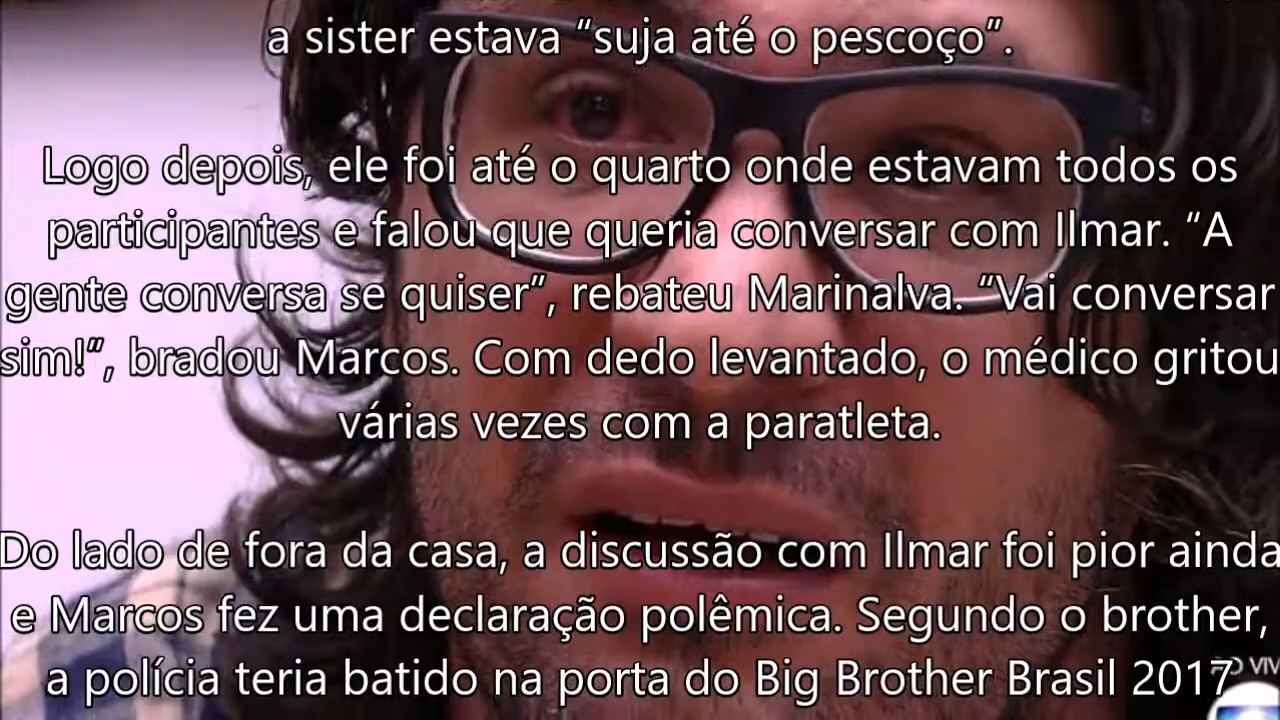 a sister estava “suja até o pescoço”.
Logo depois, ele foi até o quarto onde estavam todos os
participantes e falou que queria conversar com Ilmar. “A
gente conversa se quiser”, rebateu Marinalva. “Vai conversar
sim!”, bradou Marcos. Com dedo levantado, o médico gritou
várias vezes com a paratleta.
Do lado de fora da casa, a discussão com Ilmar foi pior ainda
e Marcos fez uma declaração polêmica. Segundo o brother,
a polícia teria batido na porta do Big Brother Brasil 2017